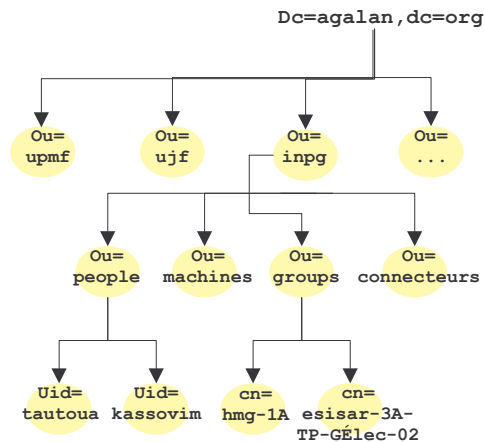 Dc=agalan,dc=org
Ou= upmf
Ou= ujf
Ou= inpg
Ou= ...
Ou= people
Ou= machines
Ou= groups
Ou= connecteurs
Uid= tautoua
Uid= kassovim
cn= hmg-1A
cn= esisar-3A-
TP-GÉlec-02